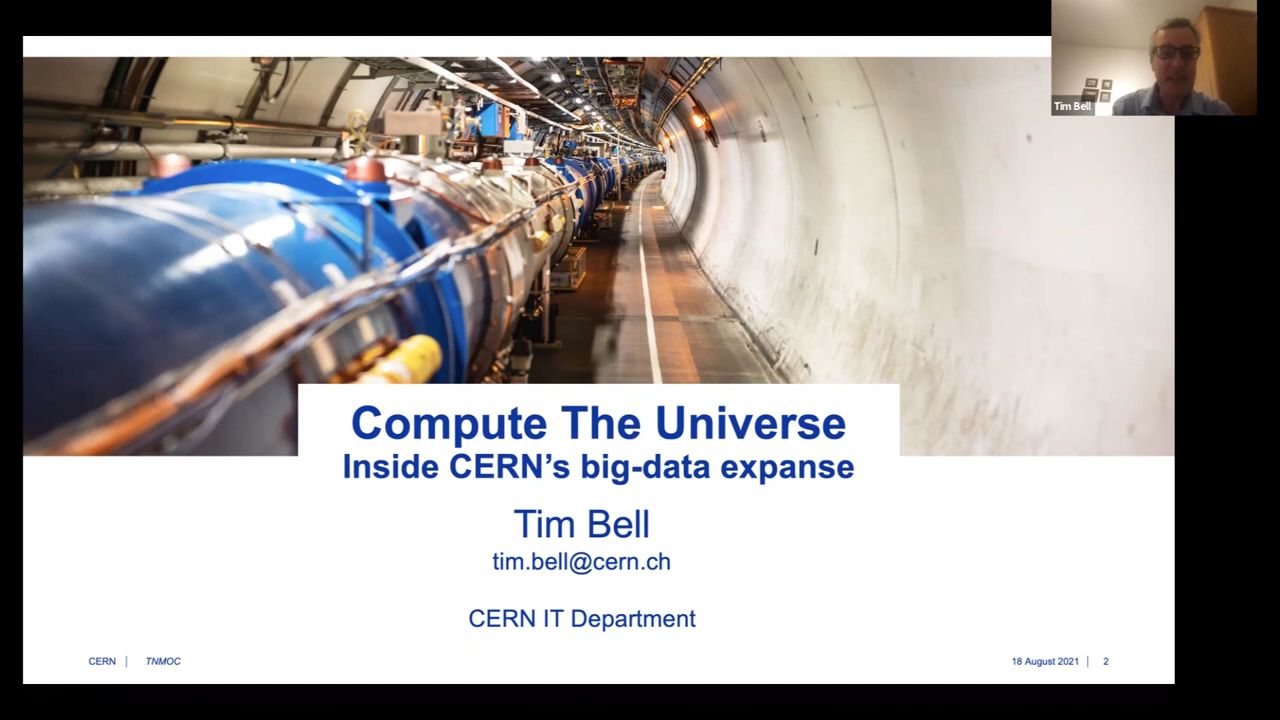 Tim Bell
Compute The Universe
Inside CERN’s big-data expanse
Tim Bell
tim.bell@cern.ch
CERN IT Department
CERN | TNMOC
18 August 2021 | 2